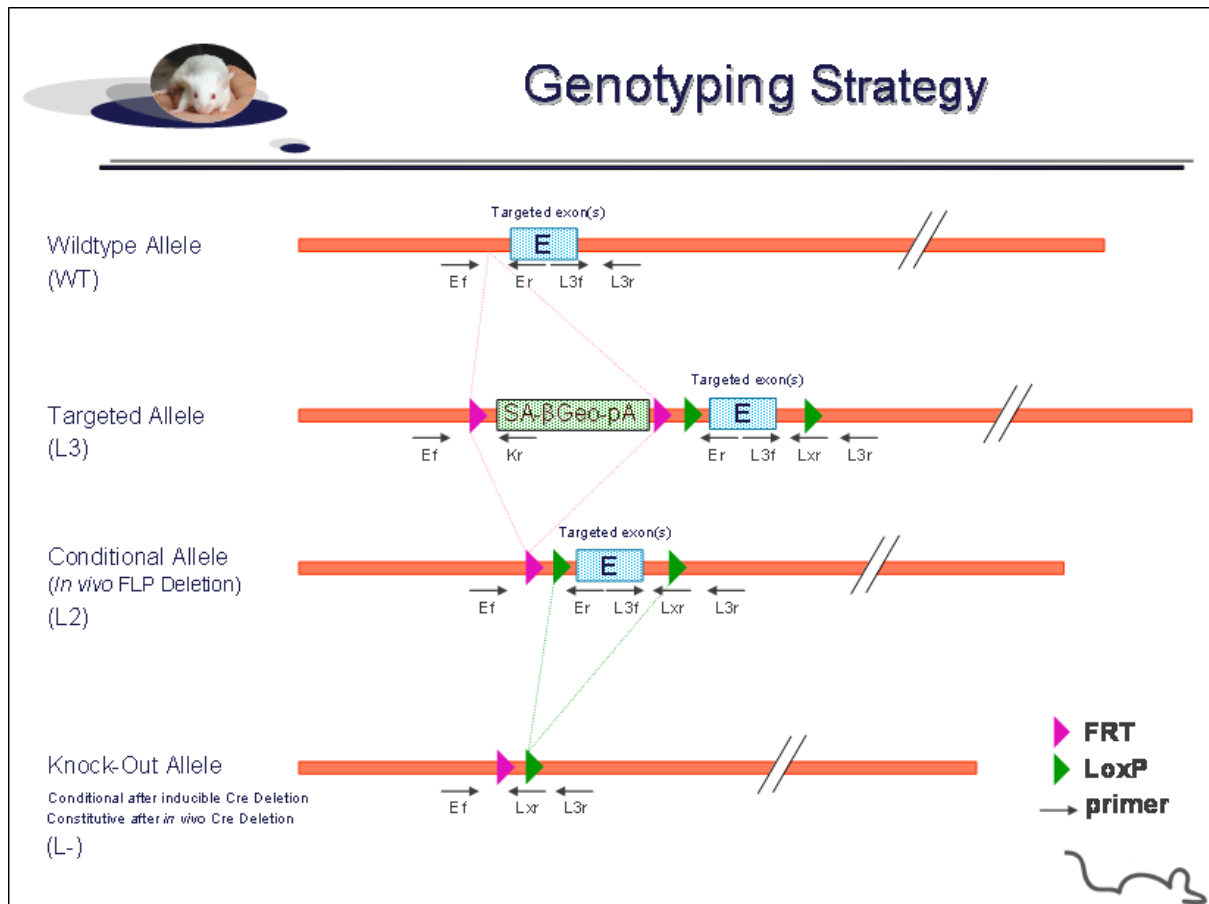 Genotyping Strategy
Targeted exon(s)
Wildtype Allele
(WT)
E
Ef Er L3f L3r
Targeted exon(s)
Targeted Allele
(L3)
SA-βGeo-pA
E
Ef Kr Er L3f Lxr L3r
Targeted exon(s)
Conditional Allele
(In vivo FLP Deletion)
(L2)
E
Ef Er L3f Lxr L3r
Knock-Out Allele
Conditional after inducible Cre Deletion
Constitutive after in vivo Cre Deletion
(L-)
Ef Lxr L3r
FRT
LoxP
primer